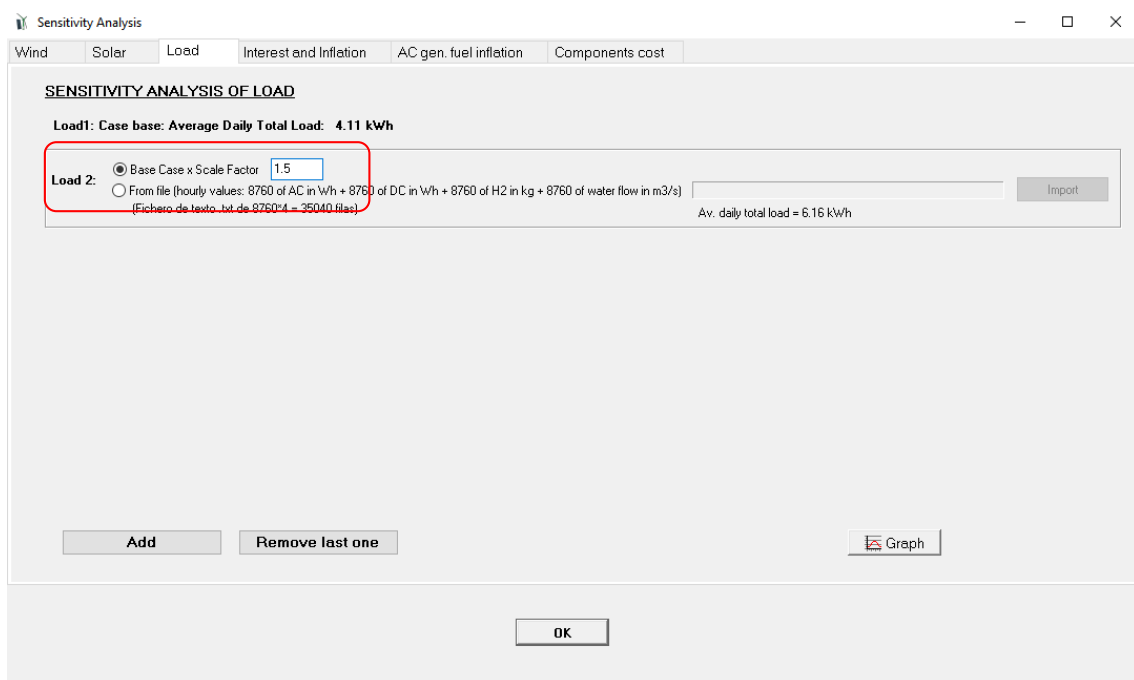 Sensitivity Analysis
Wind Solar Load Interest and Inflation AC gen. fuel inflation Components cost
SENSITIVITY ANALYSIS OF LOAD
Load1: Case base: Average Daily Total Load: 4.11 kWh
Load 2:
Base Case x Scale Factor 1.5
From file (hourly values: 8760 of AC in Wh + 8760 of DC in Wh + 8760 of H2 in kg + 8760 of water flow in m3/s) Import
(Fichero de texto .txt de 8760*4 = 35040 filas)
Av. daily total load = 6.16 kWh
Add Remove last one Graph
OK